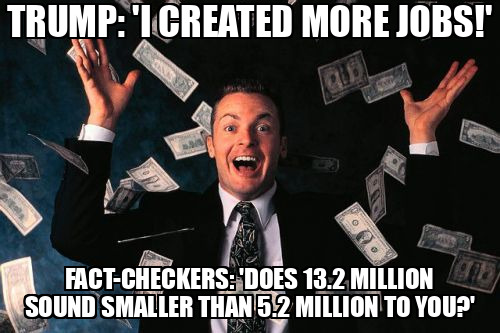 TRUMP: 'I CREATED MORE JOBS!'
FACT-CHECKERS: 'DOES 13.2 MILLION
SOUND SMALLER THAN 5.2 MILLION TO YOU?'